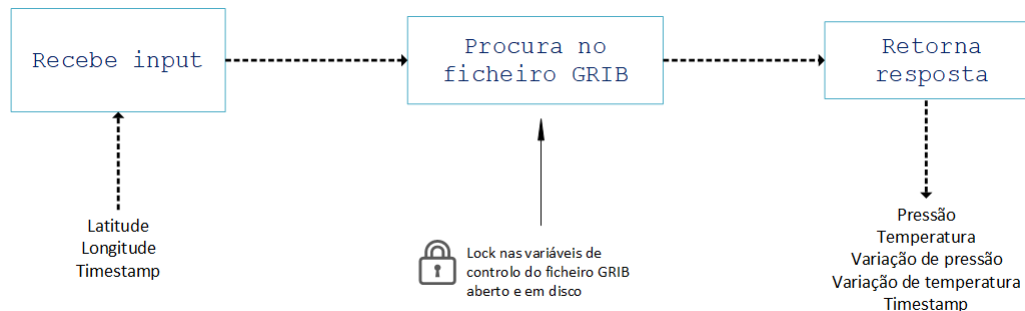 Recebe input
Procura no
ficheiro GRIB
Retorna
resposta
Latitude
Longitude
Timestamp
Lock nas variáveis de
controlo do ficheiro GRIB
aberto e em disco
Pressão
Temperatura
Variação de pressão
Variação de temperatura
Timestamp